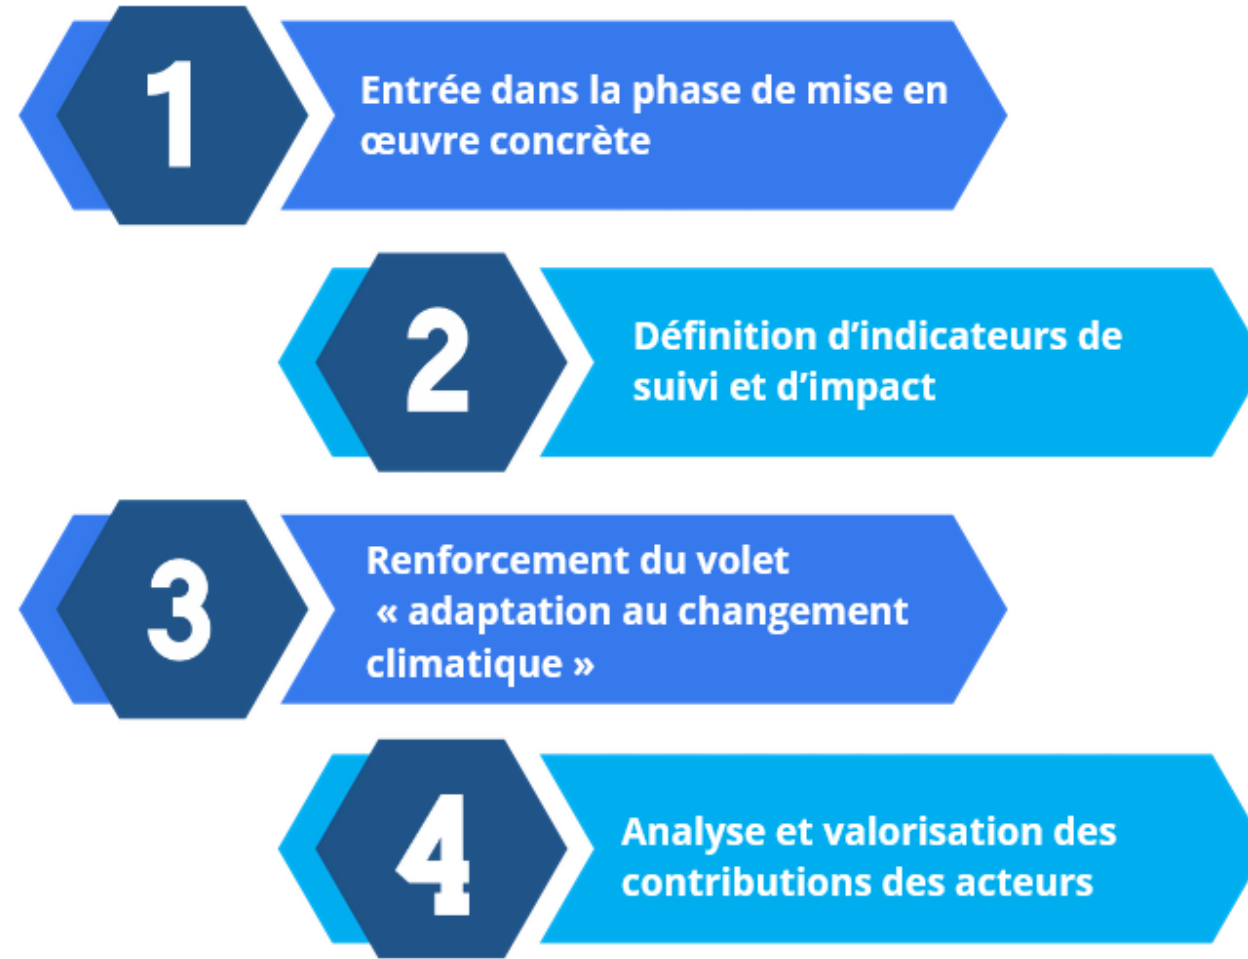 1
Entrée dans la phase de mise en
œuvre concrète
2
Définition d’indicateurs de
suivi et d’impact
3
Renforcement du volet
« adaptation au changement
climatique »
4
Analyse et valorisation des
contributions des acteurs